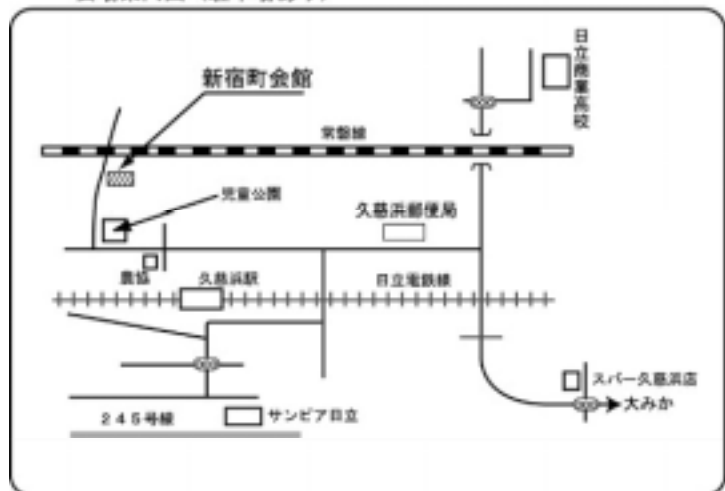 新宿町会館
日立商業高校
常磐線
児童公園
久慈浜郵便局
農協
久慈浜駅
日立電鉄線
スパー久慈浜店
大みか
245号線
サンピア日立